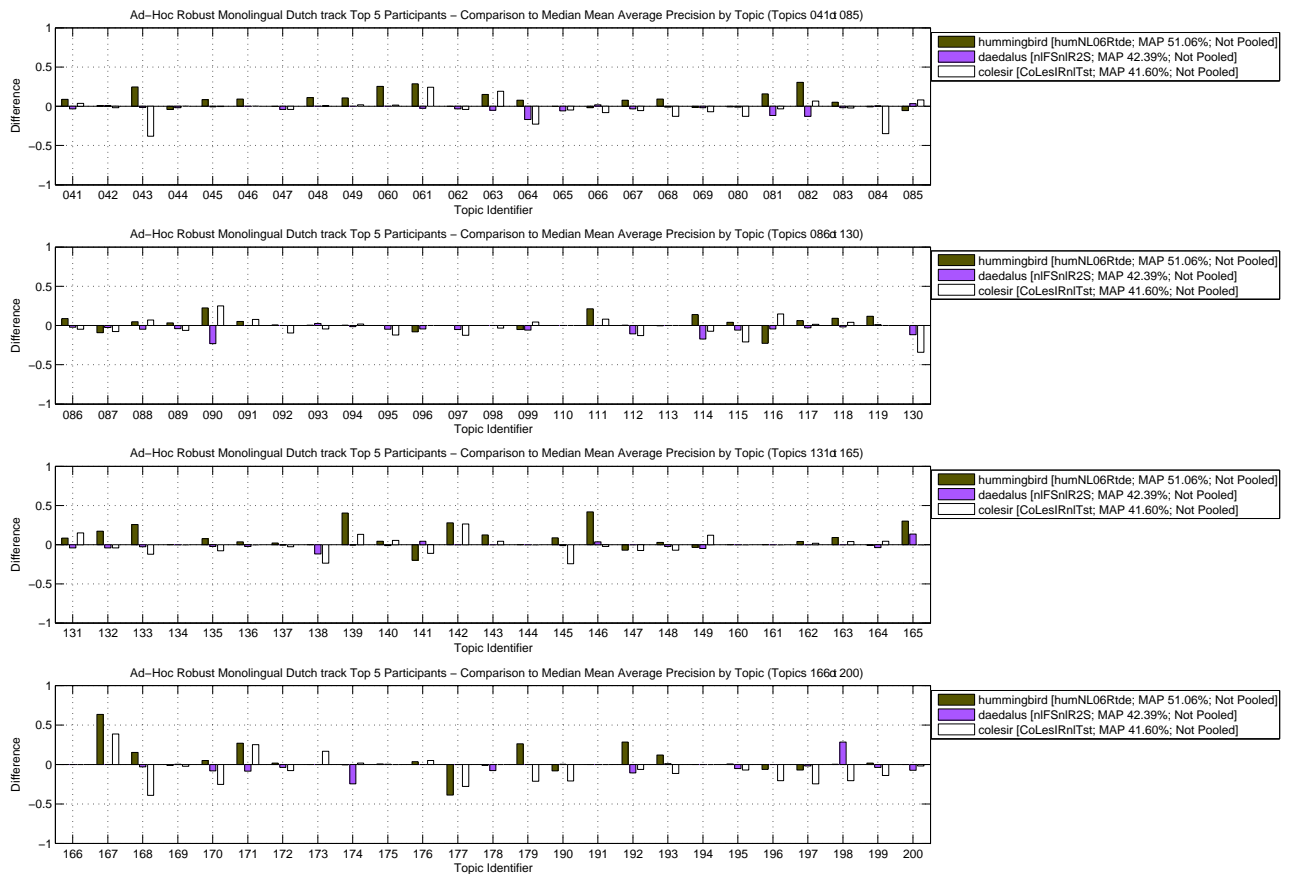 Ad-Hoc Robust Monolingual Dutch track Top 5 Participants – Comparison to Median Mean Average Precision by Topic (Topics 041 to 085)
hummingbird [humNL06Rtde; MAP 51.06%; Not Pooled]
daedalus [nlFSnlR2S; MAP 42.39%; Not Pooled]
colesir [CoLesIRnlTst; MAP 41.60%; Not Pooled]
1
0.5
0
−0.5
−1
Difference
041 042 043 044 045 046 047 048 049 060 061 062 063 064 065 066 067 068 069 080 081 082 083 084 085
Topic Identifier
Ad-Hoc Robust Monolingual Dutch track Top 5 Participants – Comparison to Median Mean Average Precision by Topic (Topics 086 to 130)
hummingbird [humNL06Rtde; MAP 51.06%; Not Pooled]
daedalus [nlFSnlR2S; MAP 42.39%; Not Pooled]
colesir [CoLesIRnlTst; MAP 41.60%; Not Pooled]
1
0.5
0
−0.5
−1
Difference
086 087 088 089 090 091 092 093 094 095 096 097 098 099 110 111 112 113 114 115 116 117 118 119 130
Topic Identifier
Ad-Hoc Robust Monolingual Dutch track Top 5 Participants – Comparison to Median Mean Average Precision by Topic (Topics 131 to 165)
hummingbird [humNL06Rtde; MAP 51.06%; Not Pooled]
daedalus [nlFSnlR2S; MAP 42.39%; Not Pooled]
colesir [CoLesIRnlTst; MAP 41.60%; Not Pooled]
1
0.5
0
−0.5
−1
Difference
131 132 133 134 135 136 137 138 139 140 141 142 143 144 145 146 147 148 149 160 161 162 163 164 165
Topic Identifier
Ad-Hoc Robust Monolingual Dutch track Top 5 Participants – Comparison to Median Mean Average Precision by Topic (Topics 166 to 200)
hummingbird [humNL06Rtde; MAP 51.06%; Not Pooled]
daedalus [nlFSnlR2S; MAP 42.39%; Not Pooled]
colesir [CoLesIRnlTst; MAP 41.60%; Not Pooled]
1
0.5
0
−0.5
−1
Difference
166 167 168 169 170 171 172 173 174 175 176 177 178 179 190 191 192 193 194 195 196 197 198 199 200
Topic Identifier